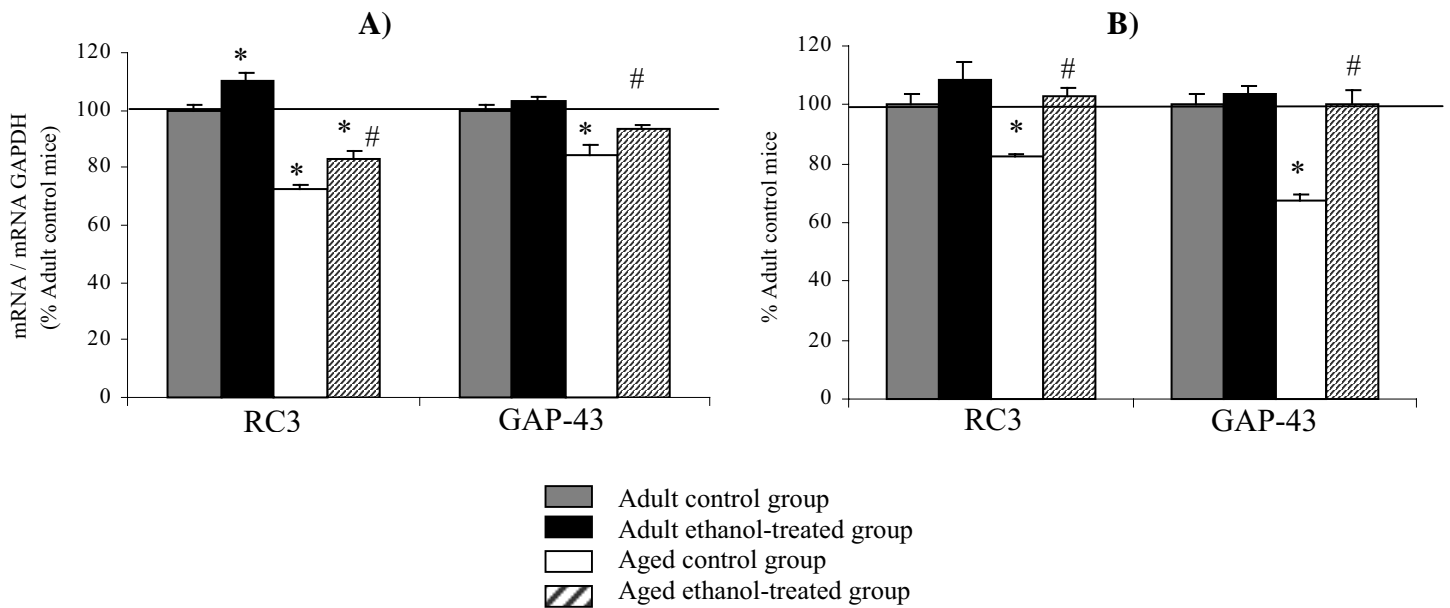 A)
mRNA / mRNA GAPDH
(% Adult control mice)
120
100
80
60
40
20
0
*
*
*
#
*
#
RC3
GAP-43
B)
% Adult control mice
120
100
80
60
40
20
0
*
#
*
#
RC3
GAP-43
Adult control group
Adult ethanol-treated group
Aged control group
Aged ethanol-treated group